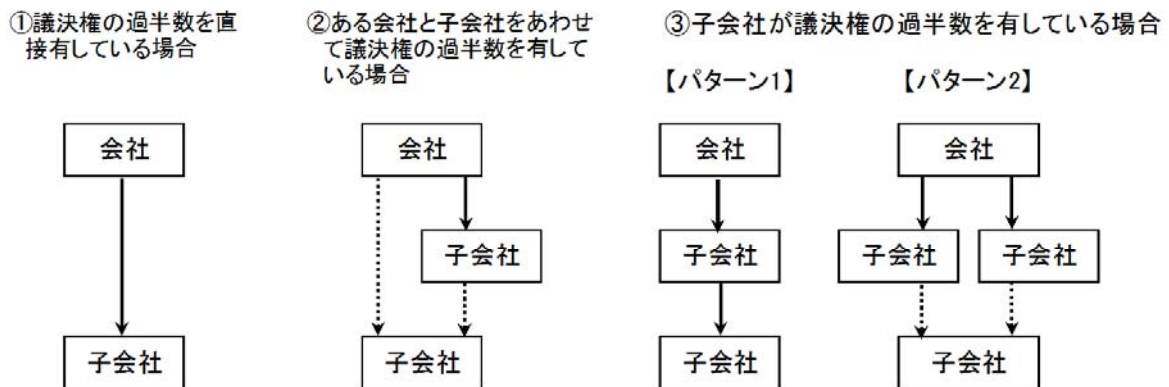 ①議決権の過半数を直
接有している場合
②ある会社と子会社をあわせ
て議決権の過半数を有して
いる場合
③子会社が議決権の過半数を有している場合
【パターン1】
【パターン2】
会社
会社
会社
会社
子会社
子会社
子会社
子会社
子会社
子会社
子会社
子会社